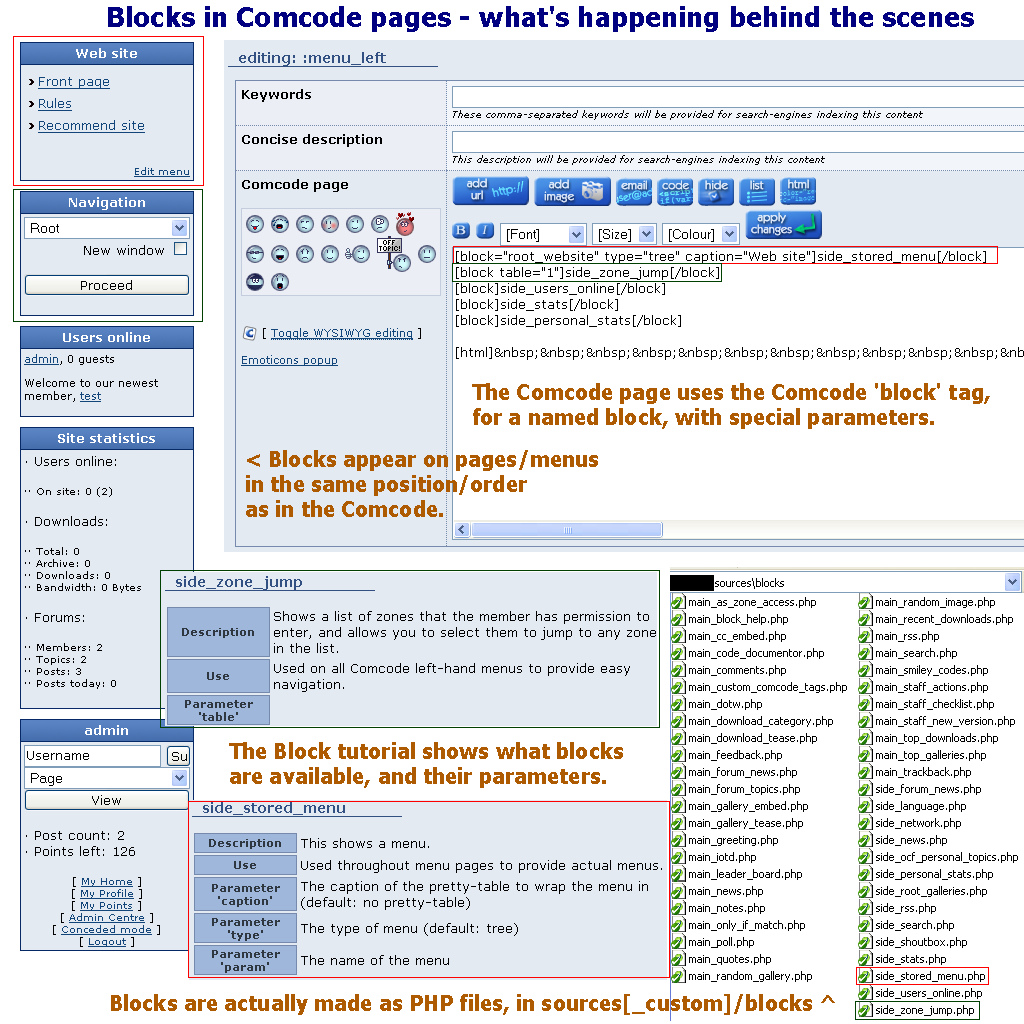 Blocks in Comcode pages - what's happening behind the scenes
Web site
Front page
Rules
Recommend site
Edit menu
Navigation
Root
New window
Proceed
Users online
admin, 0 guests
Welcome to our newest
member, test
Site statistics
· Users online:
·· On site: 0 (2)
· Downloads:
·· Total: 0
·· Archive: 0
·· Downloads: 0
·· Bandwidth: 0 Bytes
· Forums:
·· Members: 2
·· Topics: 2
·· Posts: 3
·· Posts today: 0
admin
Username
Su
Page
View
· Post count: 2
· Points left: 126
[ My Home ]
[ My Profile ]
[ My Points ]
[ Admin Centre ]
[ Conceded mode ]
[ Logout ]
editing: :menu_left
Keywords
These comma-separated keywords will be provided for search-engines indexing this content
Concise description
This description will be provided for search-engines indexing this content
Comcode page
OFF
TOPIC!
[ Toggle WYSIWYG editing ]
Emoticons popup
add
url http://
add
image
email
code
hide
list
html
B I [Font] [Size] [Colour]
apply
changes
[block="root_website" type="tree" caption="Web site"]side_stored_menu[/block]
[block table="1"]side_zone_jump[/block]
[block]side_users_online[/block]
[block]side_stats[/block]
[block]side_personal_stats[/block]
[html]&nbsp;&nbsp;&nbsp;&nbsp;&nbsp;&nbsp;&nbsp;&nbsp;&nbsp;&nbsp;&nbsp;&n
The Comcode page uses the Comcode 'block' tag,
for a named block, with special parameters.
< Blocks appear on pages/menus
in the same position/order
as in the Comcode.
side_zone_jump
Description
Shows a list of zones that the member has permission to
enter, and allows you to select them to jump to any zone
in the list.
Use
Used on all Comcode left-hand menus to provide easy
navigation.
Parameter
'table'
The Block tutorial shows what blocks
are available, and their parameters.
side_stored_menu
Description
This shows a menu.
Use
Used throughout menu pages to provide actual menus.
Parameter
'caption'
The caption of the pretty-table to wrap the menu in
(default: no pretty-table)
Parameter
'type'
The type of menu (default: tree)
Parameter
'param'
The name of the menu
sources\blocks
main_as_zone_access.php
main_block_help.php
main_cc_embed.php
main_code_documentor.php
main_comments.php
main_custom_comcode_tags.php
main_dotw.php
main_download_category.php
main_download_tease.php
main_feedback.php
main_forum_news.php
main_forum_topics.php
main_gallery_embed.php
main_gallery_tease.php
main_greeting.php
main_iotd.php
main_leader_board.php
main_news.php
main_notes.php
main_only_if_match.php
main_poll.php
main_quotes.php
main_random_gallery.php
main_random_image.php
main_recent_downloads.php
main_rss.php
main_search.php
main_smiley_codes.php
main_staff_actions.php
main_staff_checklist.php
main_staff_new_version.php
main_top_downloads.php
main_top_galleries.php
main_trackback.php
side_forum_news.php
side_language.php
side_network.php
side_news.php
side_ocf_personal_topics.php
side_personal_stats.php
side_root_galleries.php
side_rss.php
side_search.php
side_shoutbox.php
side_stats.php
side_stored_menu.php
side_users_online.php
side_zone_jump.php
Blocks are actually made as PHP files, in sources[_custom]/blocks ^